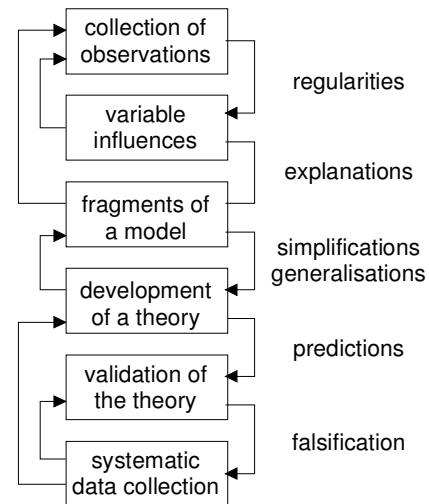 collection of
observations
regularities
variable
influences
explanations
fragments of
a model
simplifications
generalisations
development
of a theory
predictions
validation of
the theory
falsification
systematic
data collection